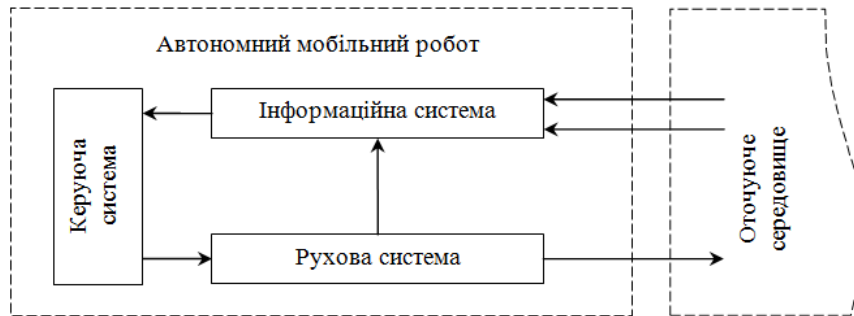 Автономний мобільний робот
Інформаційна система
Керуюча
система
Рухова система
Оточуюче
середовище